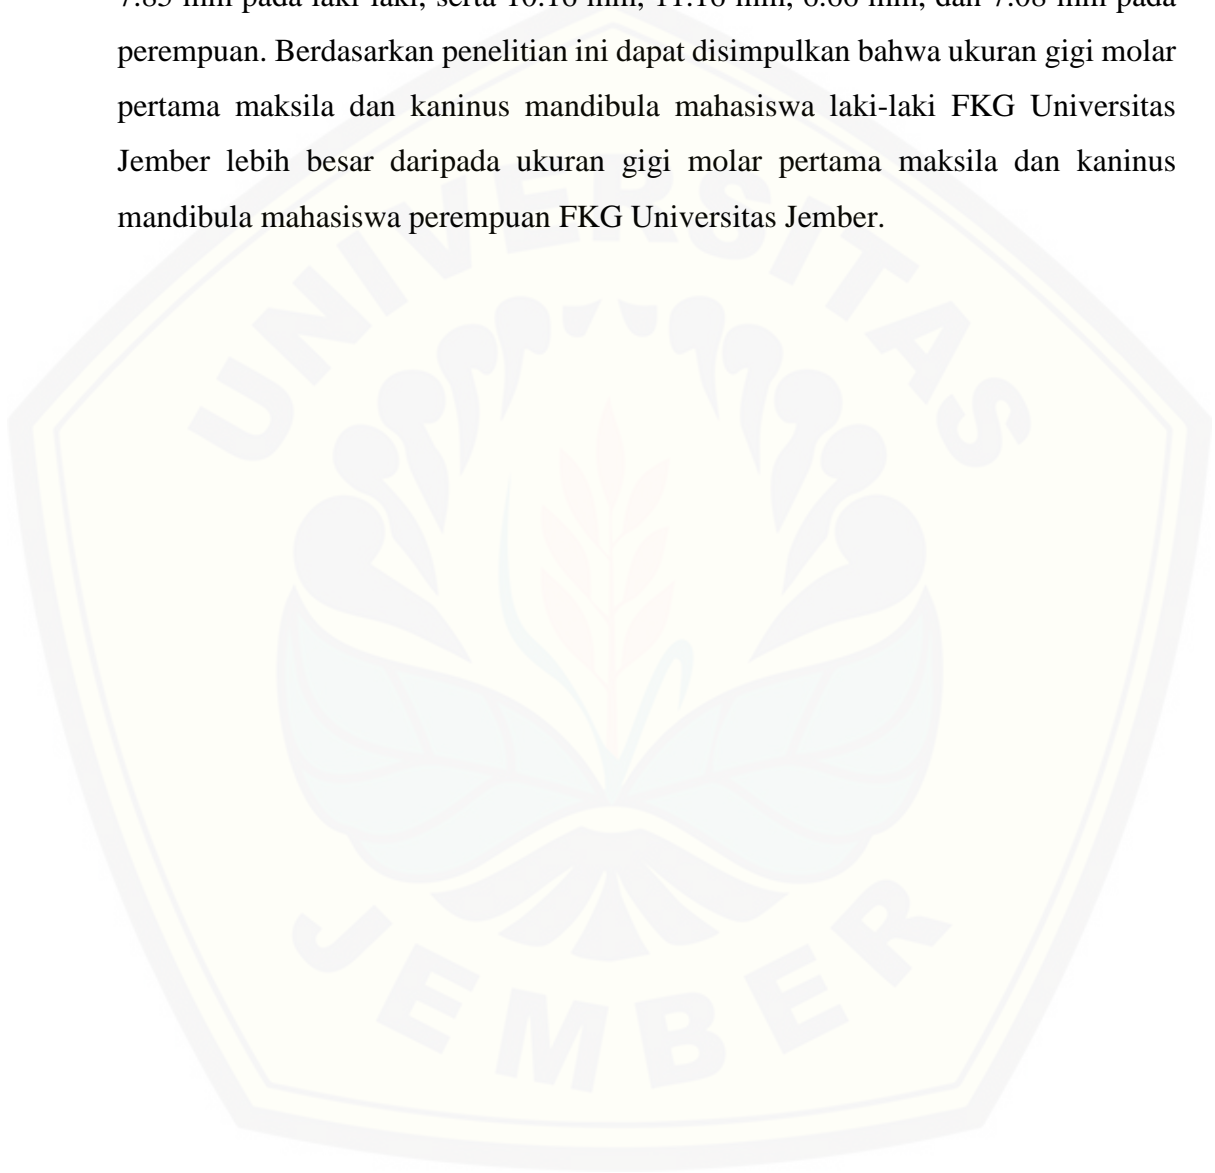 perempuan. Berdasarkan penelitian ini dapat disimpulkan bahwa ukuran gigi molar
pertama maksila dan kaninus mandibula mahasiswa laki-laki FKG Universitas
Jember lebih besar daripada ukuran gigi molar pertama maksila dan kaninus
mandibula mahasiswa perempuan FKG Universitas Jember.
UNIVERSITAS
JEMBER